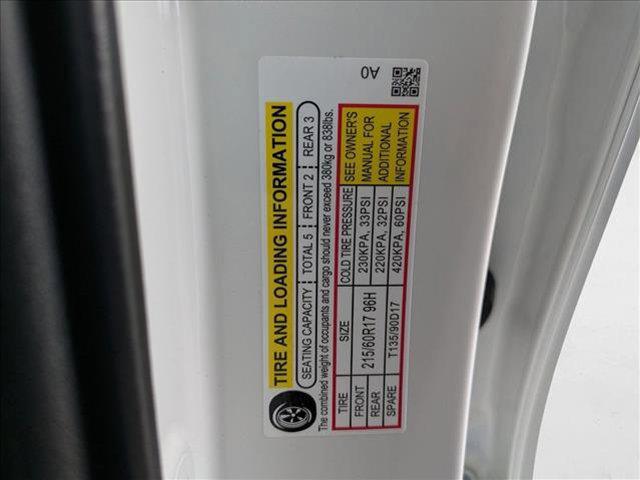 TIRE AND LOADING INFORMATION
SEATING CAPACITY | TOTAL 5 | FRONT 2 | REAR 3
The combined weight of occupants and cargo should never exceed 380kg or 838lbs.
TIRE SIZE COLD TIRE PRESSURE SEE OWNER'S
FRONT 215/60R17 96H 230KPA, 33PSI MANUAL FOR
REAR 220KPA, 32PSI ADDITIONAL
SPARE T135/90D17 420KPA, 60PSI INFORMATION
A0